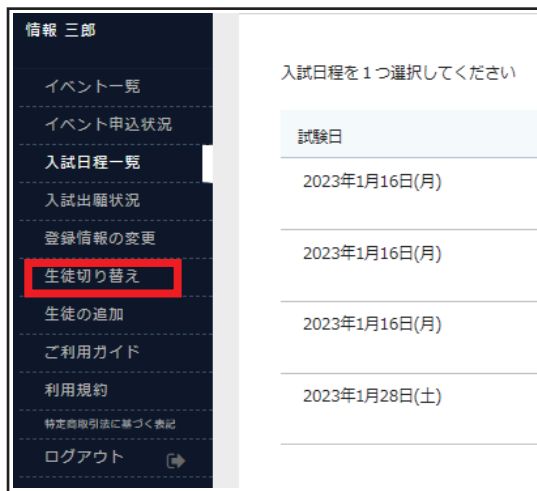 情報 三郎
イベント一覧
イベント申込状況
入試日程一覧
入試出願状況
登録情報の変更
生徒切り替え
生徒の追加
ご利用ガイド
利用規約
特定商取引法に基づく表記
ログアウト
入試日程を1つ選択してください
試験日
2023年1月16日(月)
2023年1月16日(月)
2023年1月16日(月)
2023年1月28日(土)